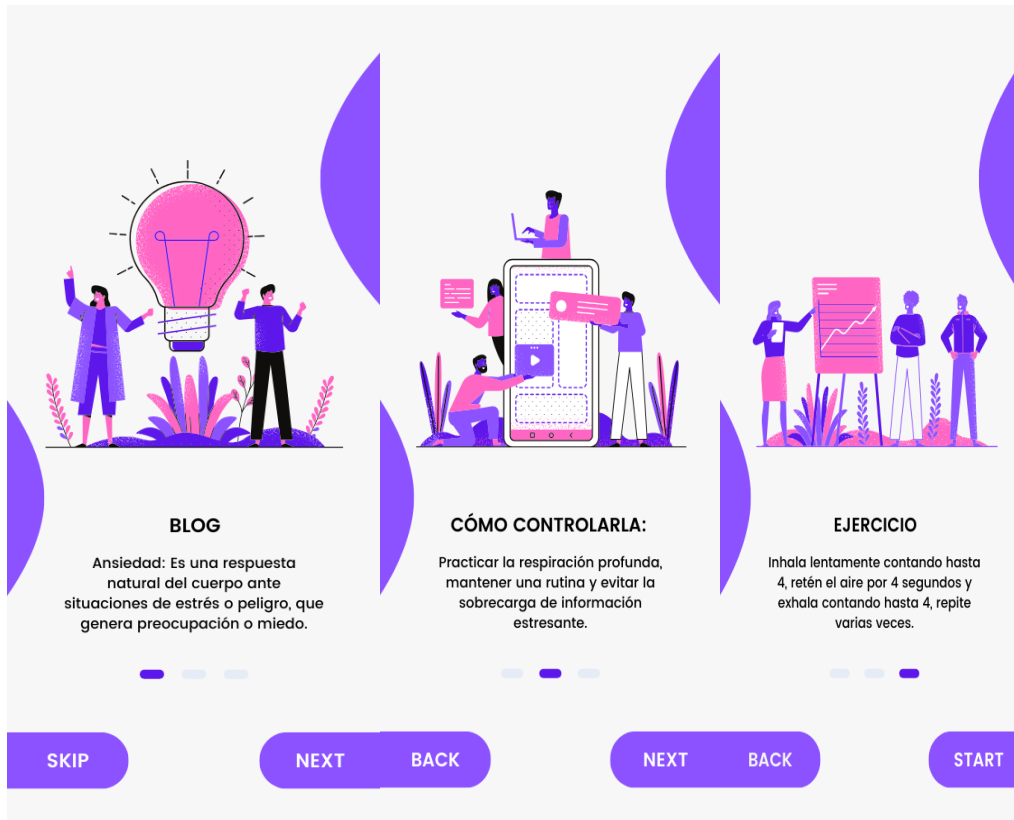 BLOG
Ansiedad: Es una respuesta
natural del cuerpo ante
situaciones de estrés o peligro, que
genera preocupación o miedo.
SKIP
NEXT
CÓMO CONTROLARLA:
Practicar la respiración profunda,
mantener una rutina y evitar la
sobrecarga de información
estresante.
BACK
NEXT
EJERCICIO
Inhala lentamente contando hasta
4, retén el aire por 4 segundos y
exhala contando hasta 4, repite
varias veces.
BACK
START